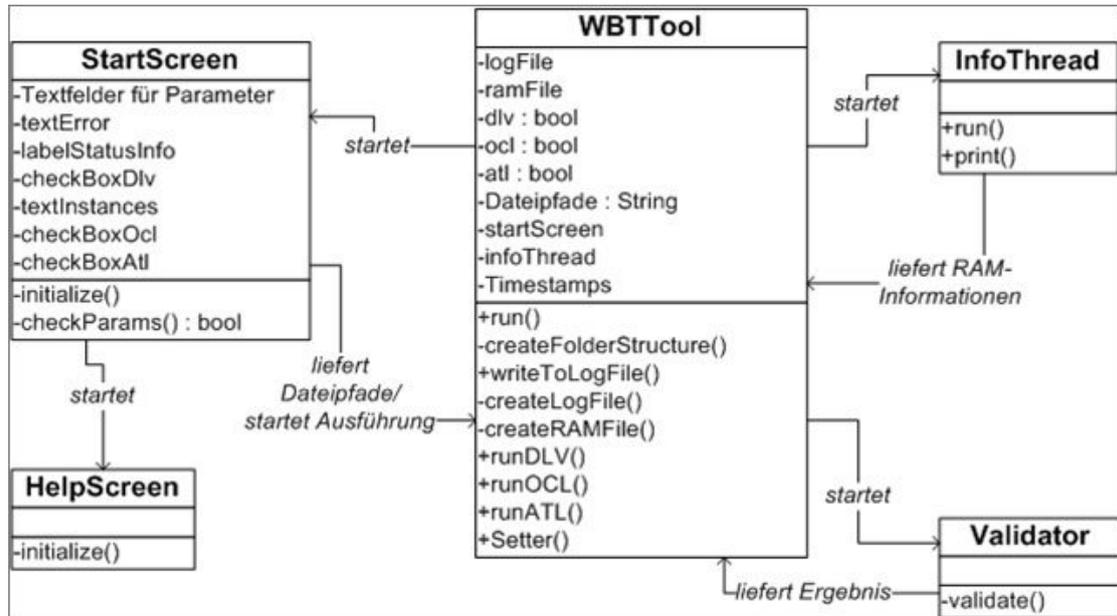 StartScreen
-Textfelder für Parameter
-textError
-labelStatusInfo
-checkBoxDlv
-textInstances
-checkBoxOcl
-checkBoxAtl
-initialize()
-checkParams() : bool
startet
HelpScreen
-initialize()
startet
liefert
Dateipfade/
startet Ausführung
WBTTool
-logFile
-ramFile
-dlv : bool
-ocl : bool
-atl : bool
-Dateipfade : String
-startScreen
-infoThread
-Timestamps
+run()
-createFolderStructure()
+writeToLogFile()
-createLogFile()
-createRAMFile()
+runDLV()
+runOCL()
+runATL()
+Setter()
startet
InfoThread
+run()
+print()
liefert RAM-
Informationen
startet
Validator
-validate()
liefert Ergebnis